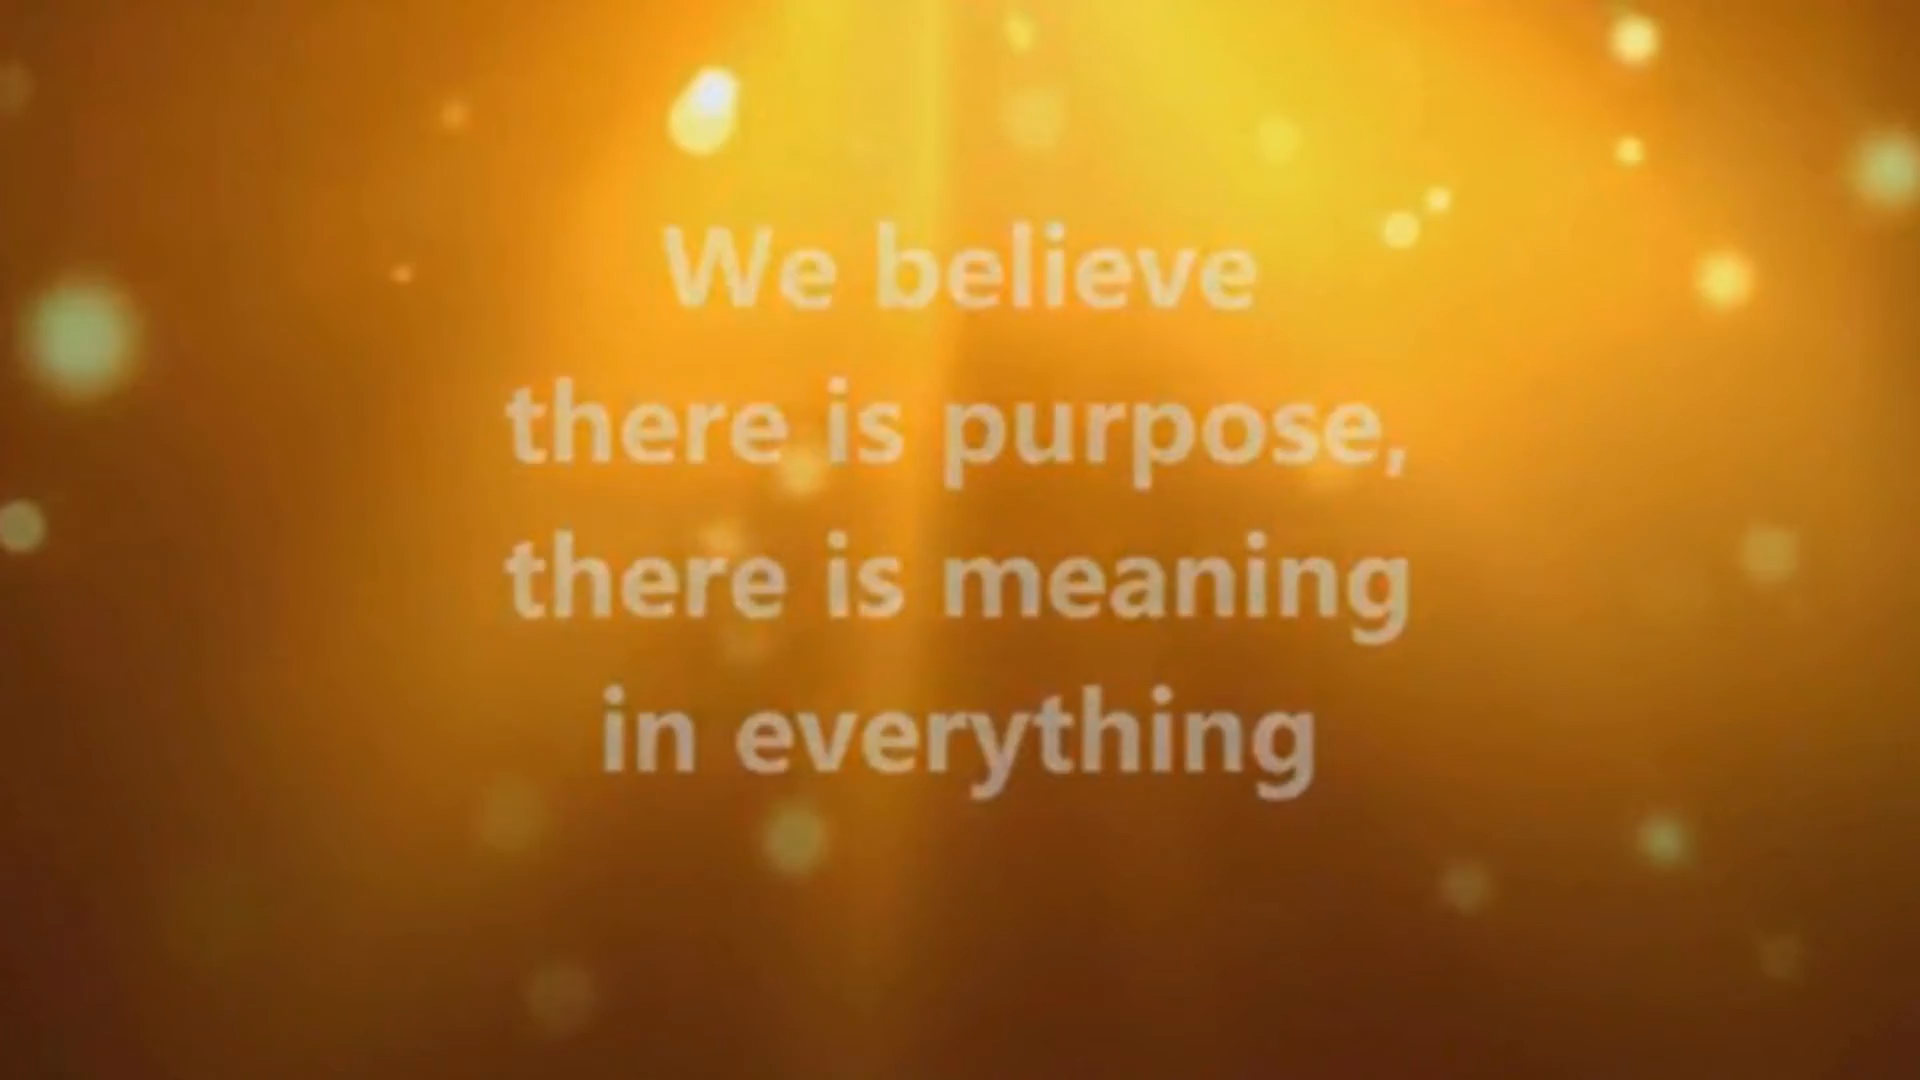 We believe
there is purpose,
there is meaning
in everything